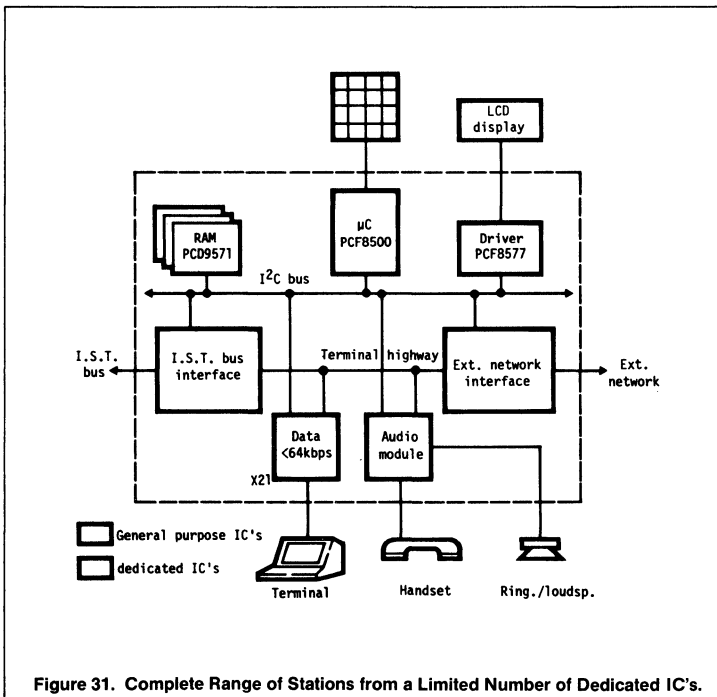 LCD
display
RAM
PCD9571
µC
PCF8500
Driver
PCF8577
I²C bus
I.S.T.
bus
I.S.T. bus
interface
Terminal highway
Ext. network
interface
Ext.
network
Data
<64kbps
Audio
module
X21
General purpose IC's
dedicated IC's
Terminal
Handset
Ring./loudsp.
Figure 31. Complete Range of Stations from a Limited Number of Dedicated IC's.